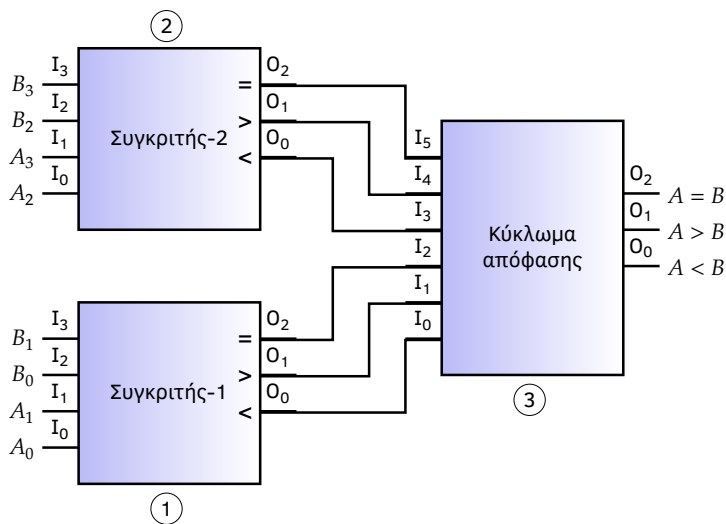 2
I3
B3
I2
B2
I1
A3
I0
A2
Συγκριτής-2
=
>
<
O2
O1
O0
1
I3
B1
I2
B0
I1
A1
I0
A0
Συγκριτής-1
=
>
<
O2
O1
O0
I5
I4
I3
I2
I1
I0
Κύκλωμα
απόφασης
3
O2
A = B
O1
A > B
O0
A < B